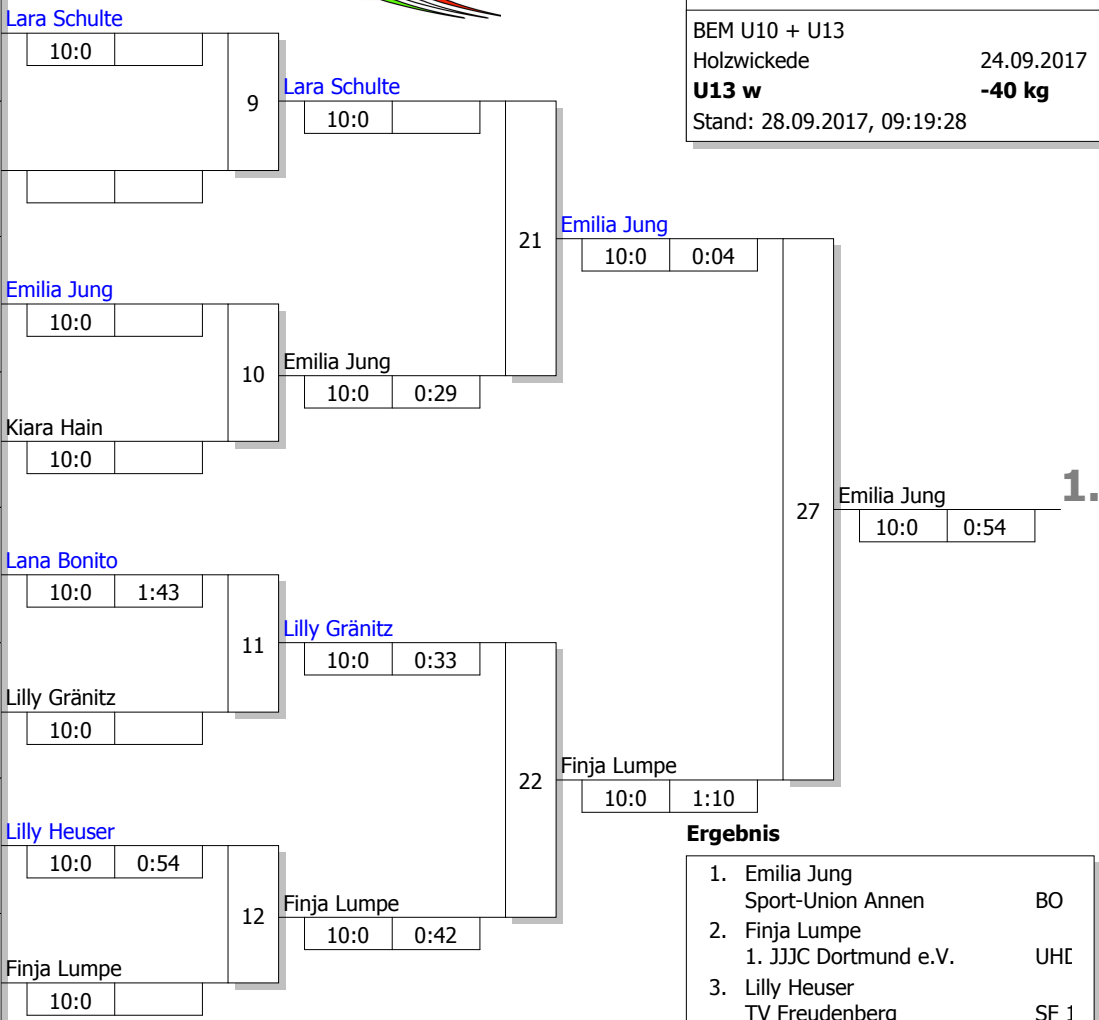 Lara Schulte
10:0
9
Lara Schulte
10:0
BEM U10 + U13
Holzwickede 24.09.2017
U13 w -40 kg
Stand: 28.09.2017, 09:19:28
21
Emilia Jung
10:0 0:04
Emilia Jung
10:0
10
Emilia Jung
10:0 0:29
Kiara Hain
10:0
27
Emilia Jung 1.
10:0 0:54
Lana Bonito
10:0 1:43
11
Lilly Gränitz
10:0 0:33
Lilly Gränitz
10:0
22
Finja Lumpe
10:0 1:10
Lilly Heuser
10:0 0:54
12
Finja Lumpe
10:0 0:42
Finja Lumpe
10:0
Ergebnis
1. Emilia Jung
Sport-Union Annen BO
2. Finja Lumpe
1. JJJC Dortmund e.V.
3. Lilly Heuser
TV Freudenberg